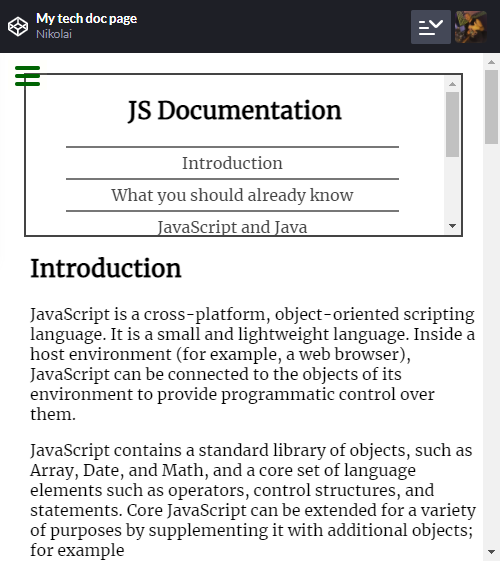 My tech doc page
Nikolai
JS Documentation
Introduction
What you should already know
JavaScript and Java
Introduction
JavaScript is a cross-platform, object-oriented scripting
language. It is a small and lightweight language. Inside a
host environment (for example, a web browser),
JavaScript can be connected to the objects of its
environment to provide programmatic control over
them.
JavaScript contains a standard library of objects, such as
Array, Date, and Math, and a core set of language
elements such as operators, control structures, and
statements. Core JavaScript can be extended for a variety
of purposes by supplementing it with additional objects;
for example